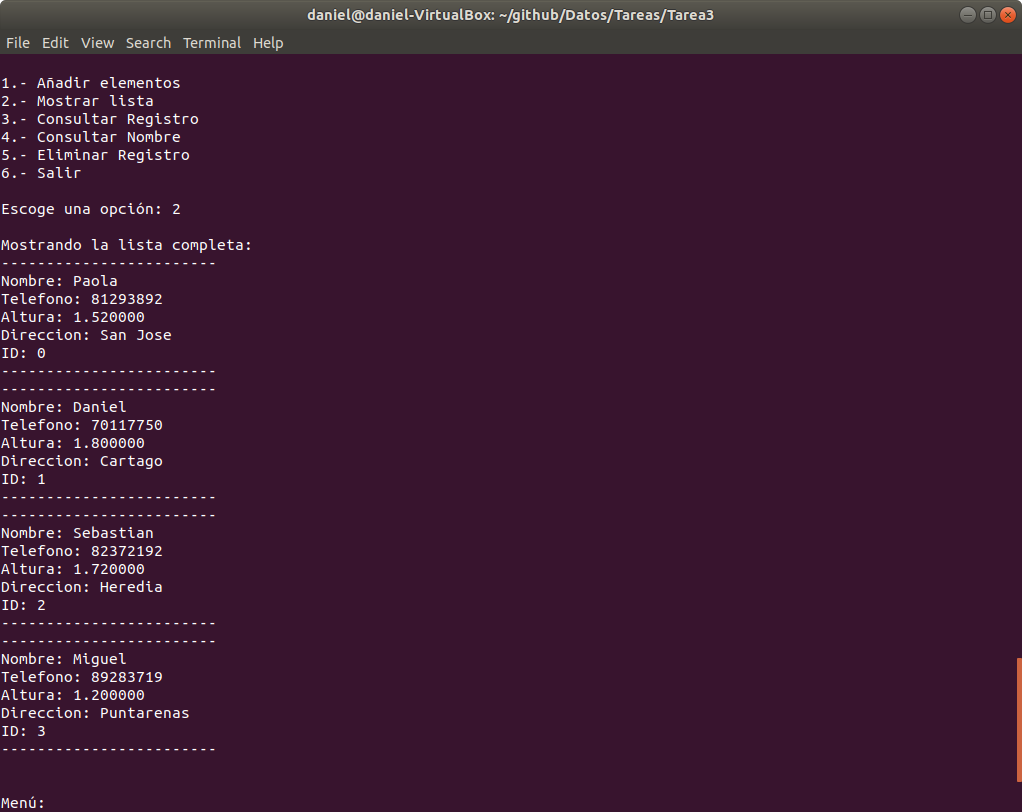 daniel@daniel-VirtualBox: ~/github/Datos/Tareas/Tarea3
File Edit View Search Terminal Help
1.- Añadir elementos
2.- Mostrar lista
3.- Consultar Registro
4.- Consultar Nombre
5.- Eliminar Registro
6.- Salir
Escoge una opción: 2
Mostrando la lista completa:
------------------------
Nombre: Paola
Telefono: 81293892
Altura: 1.520000
Direccion: San Jose
ID: 0
------------------------
------------------------
Nombre: Daniel
Telefono: 70117750
Altura: 1.800000
Direccion: Cartago
ID: 1
------------------------
------------------------
Nombre: Sebastian
Telefono: 82372192
Altura: 1.720000
Direccion: Heredia
ID: 2
------------------------
------------------------
Nombre: Miguel
Telefono: 89283719
Altura: 1.200000
Direccion: Puntarenas
ID: 3
------------------------
Menú: